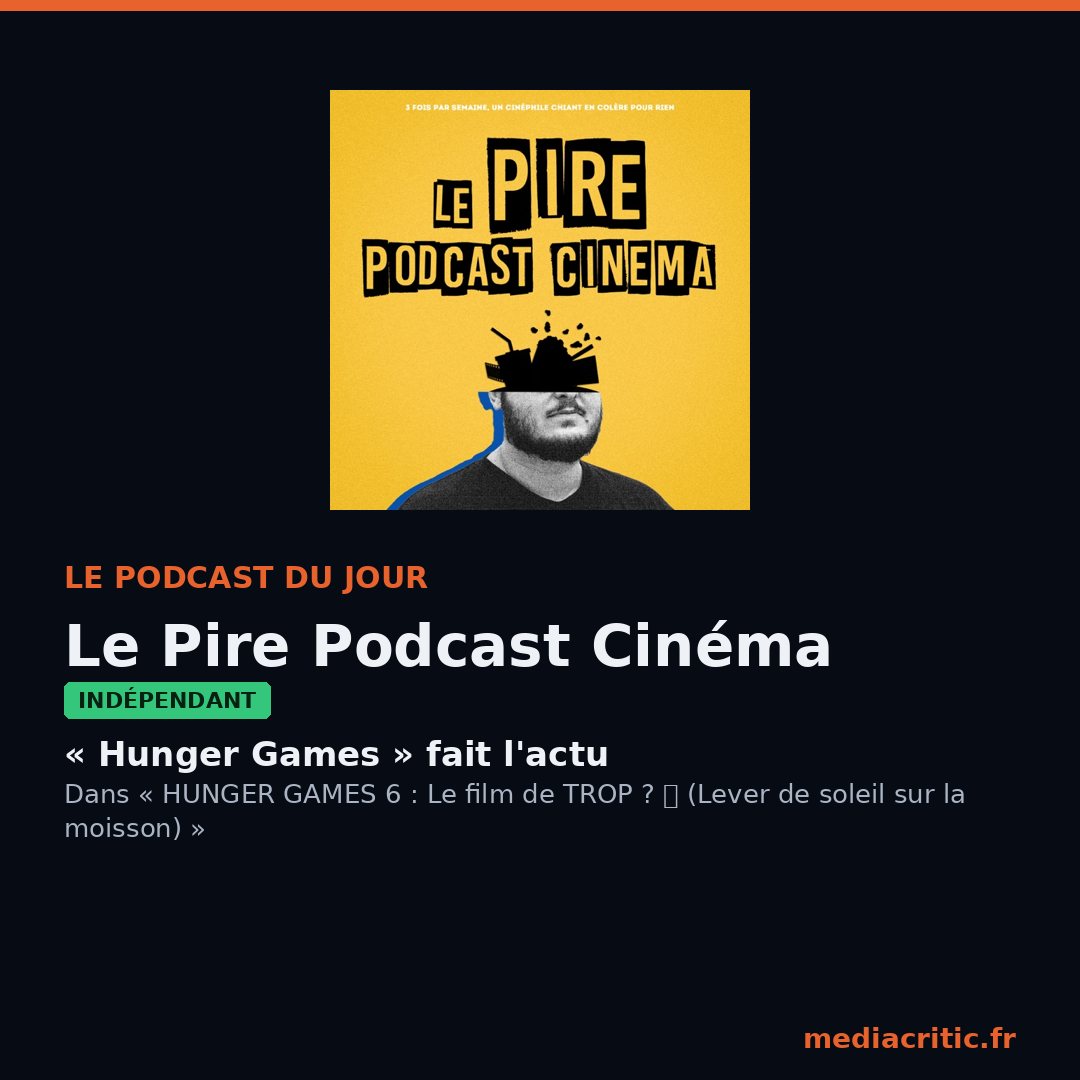 3 FOIS PAR SEMAINE, UN CINÉPHILE CHIANT EN COLÈRE POUR RIEN
LE PIRE
PODCAST CINEMA
LE PODCAST DU JOUR
Le Pire Podcast Cinéma
INDÉPENDANT
« Hunger Games » fait l'actu
Dans « HUNGER GAMES 6 : Le film de TROP ? (Lever de soleil sur la
moisson) »
mediacritic.fr